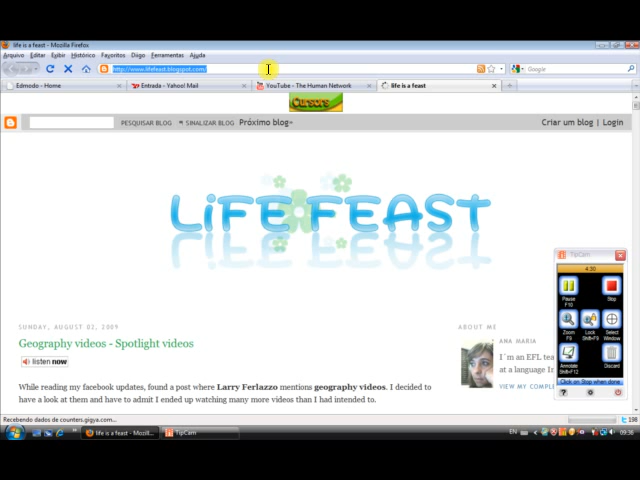 life is a feast - Mozilla Firefox
Arquivo Editar Exibir Histórico Favoritos Diigo Ferramentas Ajuda
http://www.lifefeast.blogspot.com/
Google
Edmodo - Home
Entrada - Yahoo! Mail
YouTube - The Human Network
life is a feast
Cursors
PESQUISAR BLOG
SINALIZAR BLOG
Próximo blog»
Criar um blog | Login
LiFE FEAST
TipCam
4:30
Pause
F10
Stop
Zoom
F9
Lock
Shift+F9
Select
Window
Annotate
Shift+F12
Discard
Click on Stop when done
SUNDAY, AUGUST 02, 2009
Geography videos - Spotlight videos
listen now
While reading my facebook updates, found a post where Larry Ferlazzo mentions geography videos. I decided to
have a look at them and have to admit I ended up watching many more videos than I had intended to.
ABOUT ME
ANA MARIA
I´m an EFL tea
at a language In
VIEW MY COMPLE
Recebendo dados de counters.gigya.com...
198
life is a feast - Mozill...
TipCam
EN
09:36